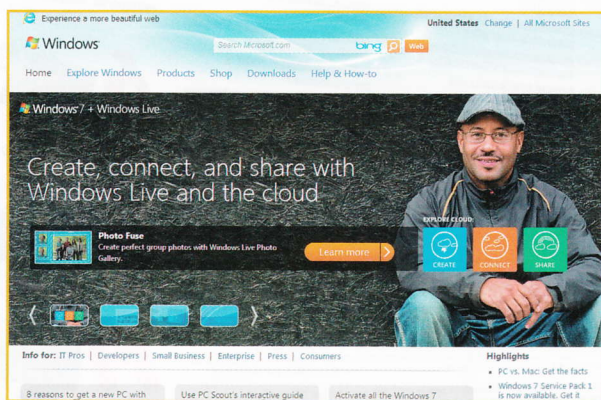 Experience a more beautiful web
United States Change | All Microsoft Sites
Windows
Search Microsoft.com bing Web
Home Explore Windows Products Shop Downloads Help & How-to
Windows 7 + Windows Live
Create, connect, and share with
Windows Live and the cloud
Photo Fuse
Create perfect group photos with Windows Live Photo
Gallery.
Learn more
EXPLORE CLOUD:
CREATE CONNECT SHARE
Info for: IT Pros | Developers | Small Business | Enterprise | Press | Consumers
Highlights
PC vs. Mac: Get the facts
Windows 7 Service Pack 1
is now available. Get it
8 reasons to get a new PC with
Use PC Scout's interactive guide
Activate all the Windows 7